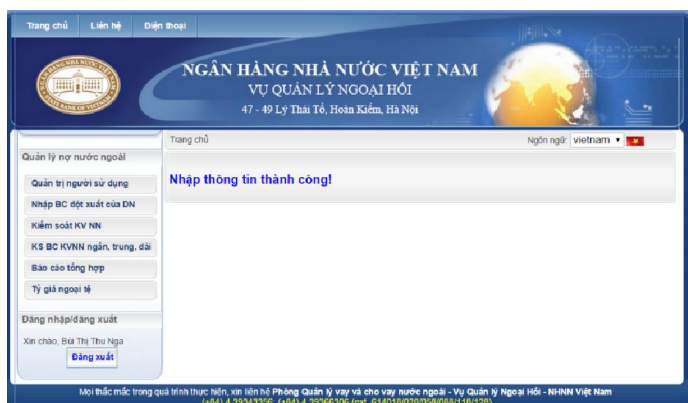 Trang chủ Liên hệ Điện thoại
NGÂN HÀNG NHÀ NƯỚC VIỆT NAM
VỤ QUẢN LÝ NGOẠI HỐI
47 - 49 Lý Thái Tổ, Hoàn Kiếm, Hà Nội
Trang chủ Ngôn ngữ: vietnam
Quản lý nợ nước ngoài
Nhập thông tin thành công!
Quản trị người sử dụng
Nhập BC đột xuất của DN
Kiểm soát KV NN
KS BC KVNN ngắn, trung, dài
Báo cáo tổng hợp
Tỷ giá ngoại tệ
Đăng nhập/đăng xuất
Xin chào, Bùi Thị Thu Nga
Đăng xuất
Mọi thắc mắc trong quá trình thực hiện, xin liên hệ Phòng Quản lý vay và cho vay nước ngoài - Vụ Quản lý Ngoại Hối - NHNN Việt Nam